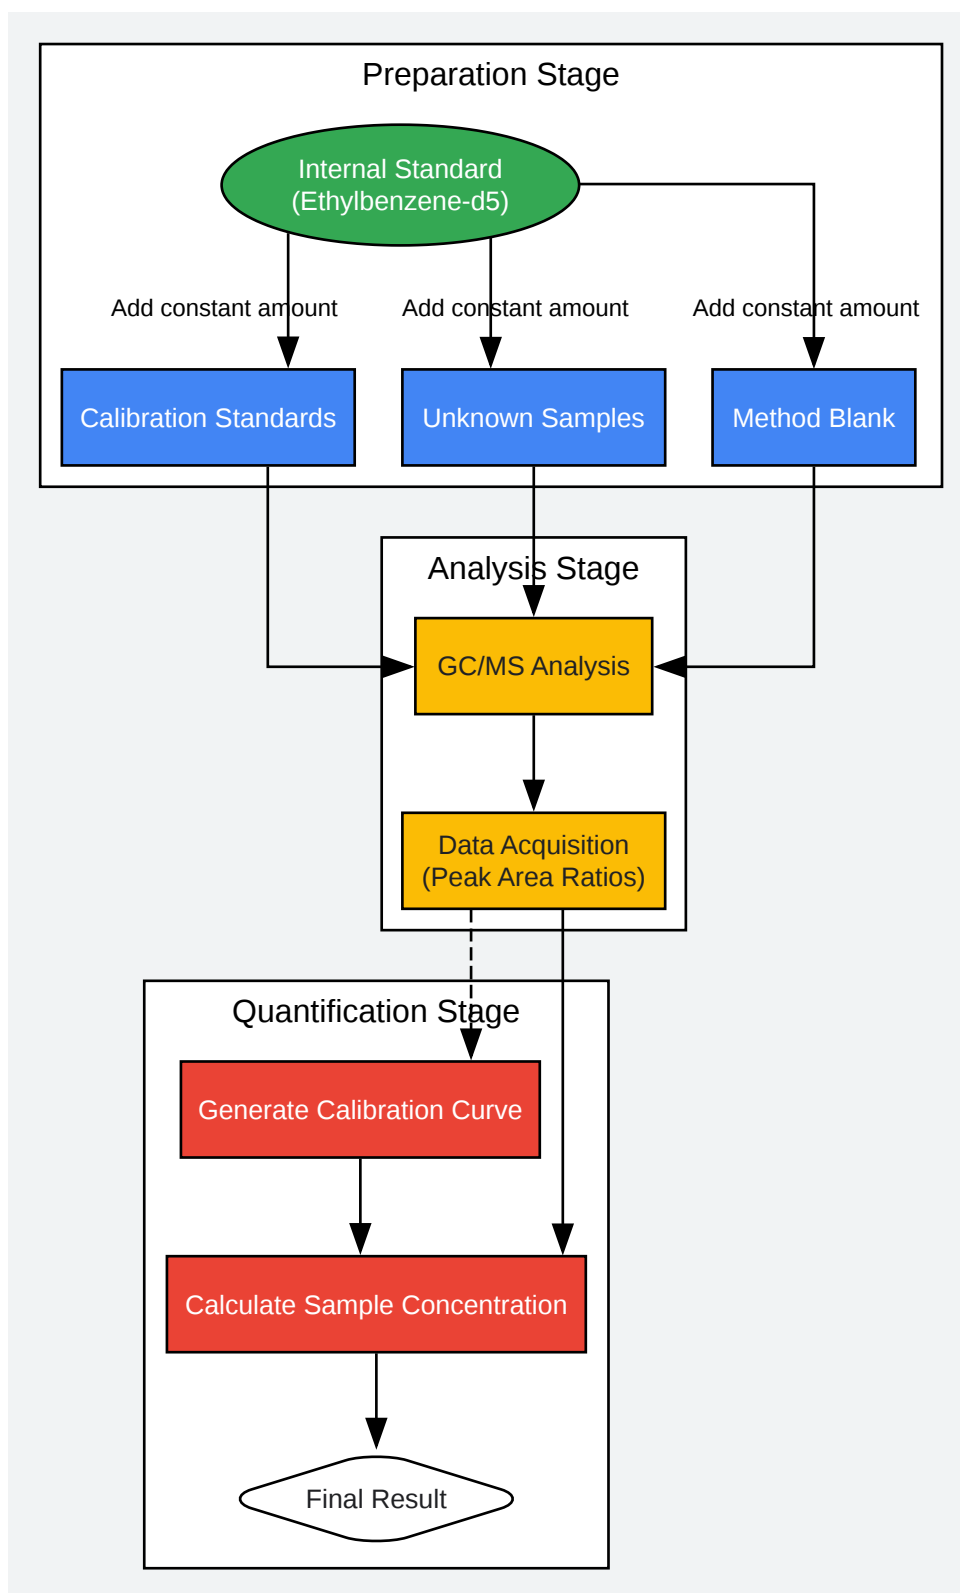 Preparation Stage
Internal Standard
(Ethylbenzene-d5)
Add constant amount
Add constant amount
Add constant amount
Calibration Standards
Unknown Samples
Method Blank
Analysis Stage
GC/MS Analysis
Data Acquisition
(Peak Area Ratios)
Quantification Stage
Generate Calibration Curve
Calculate Sample Concentration
Final Result